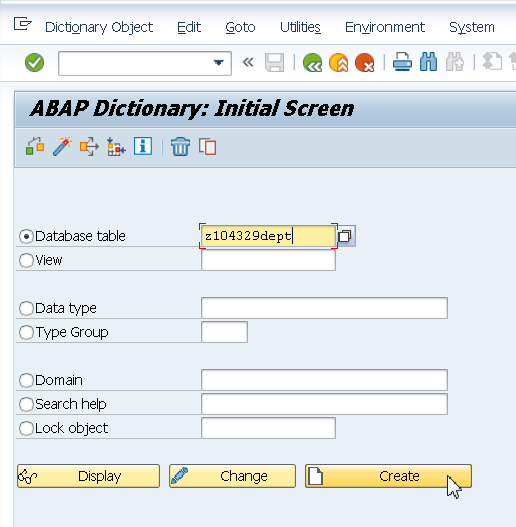 Dictionary Object Edit Goto Utilities Environment System
ABAP Dictionary: Initial Screen
Database table z104329dept
View
Data type
Type Group
Domain
Search help
Lock object
Display Change Create